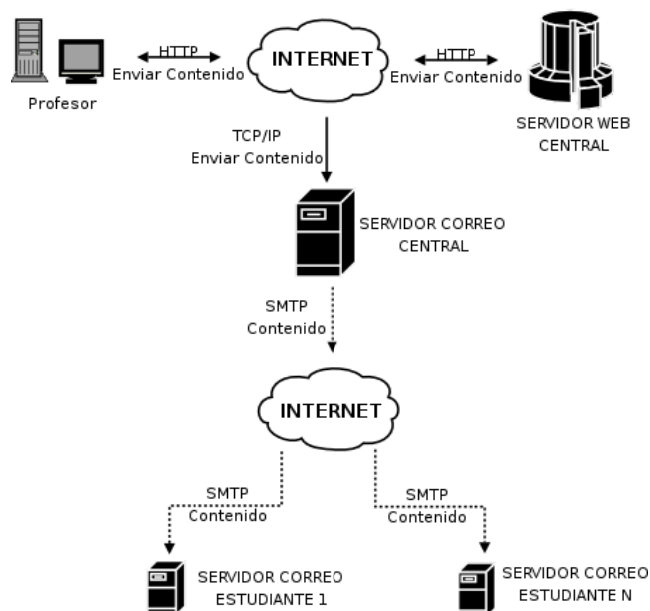 HTTP
Enviar Contenido
INTERNET
HTTP
Enviar Contenido
Profesor
SERVIDOR WEB
CENTRAL
TCP/IP
Enviar Contenido
SERVIDOR CORREO
CENTRAL
SMTP
Contenido
INTERNET
SMTP
Contenido
SMTP
Contenido
SERVIDOR CORREO
ESTUDIANTE 1
SERVIDOR CORREO
ESTUDIANTE N